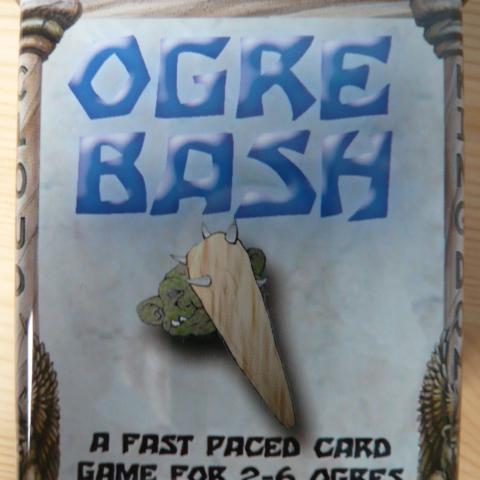 OGRE
BASH
A FAST PACED CARD
GAME FOR 2-6 OGRES